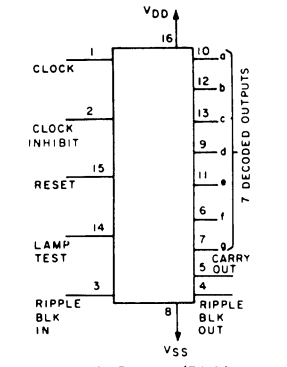 VDD
16
1
CLOCK
2
CLOCK
INHIBIT
15
RESET
14
LAMP
TEST
3
RIPPLE
BLK
IN
10 a
12 b
13 c
9 d
11 e
6 f
7 g
7 DECODED OUTPUTS
CARRY
5 OUT
4
RIPPLE
BLK
OUT
8
VSS